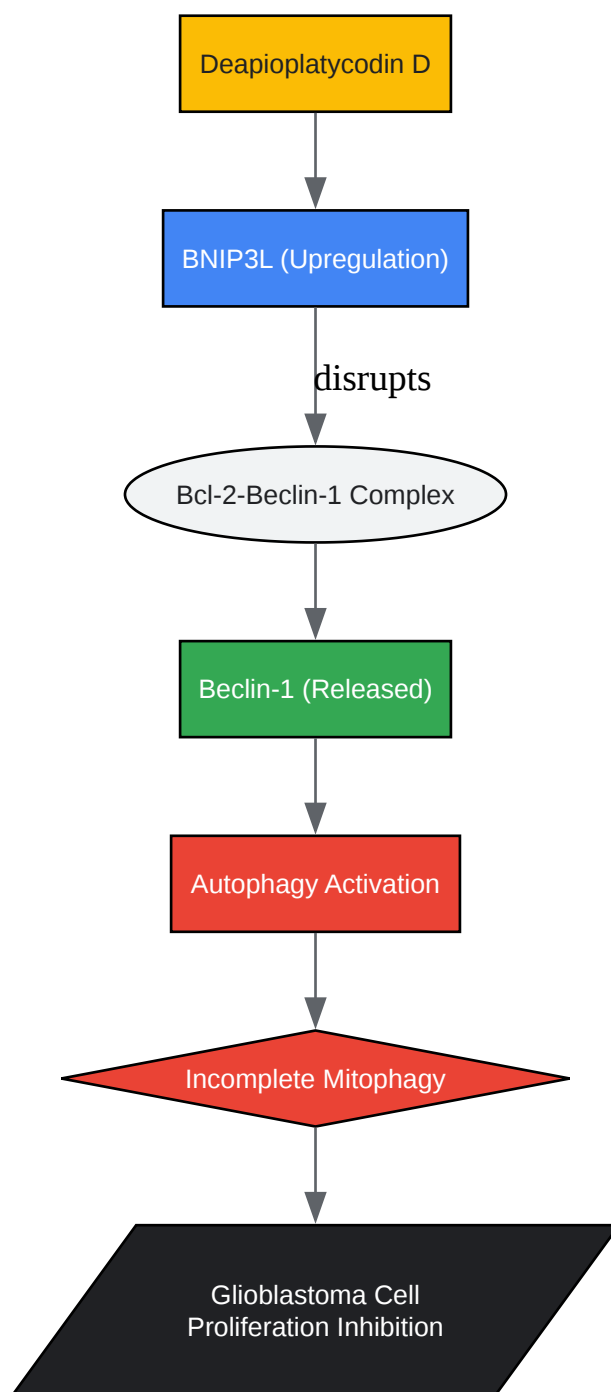 Deapioplatycodin D
BNIP3L (Upregulation)
disrupts
Bcl-2-Beclin-1 Complex
Beclin-1 (Released)
Autophagy Activation
Incomplete Mitophagy
Glioblastoma Cell
Proliferation Inhibition